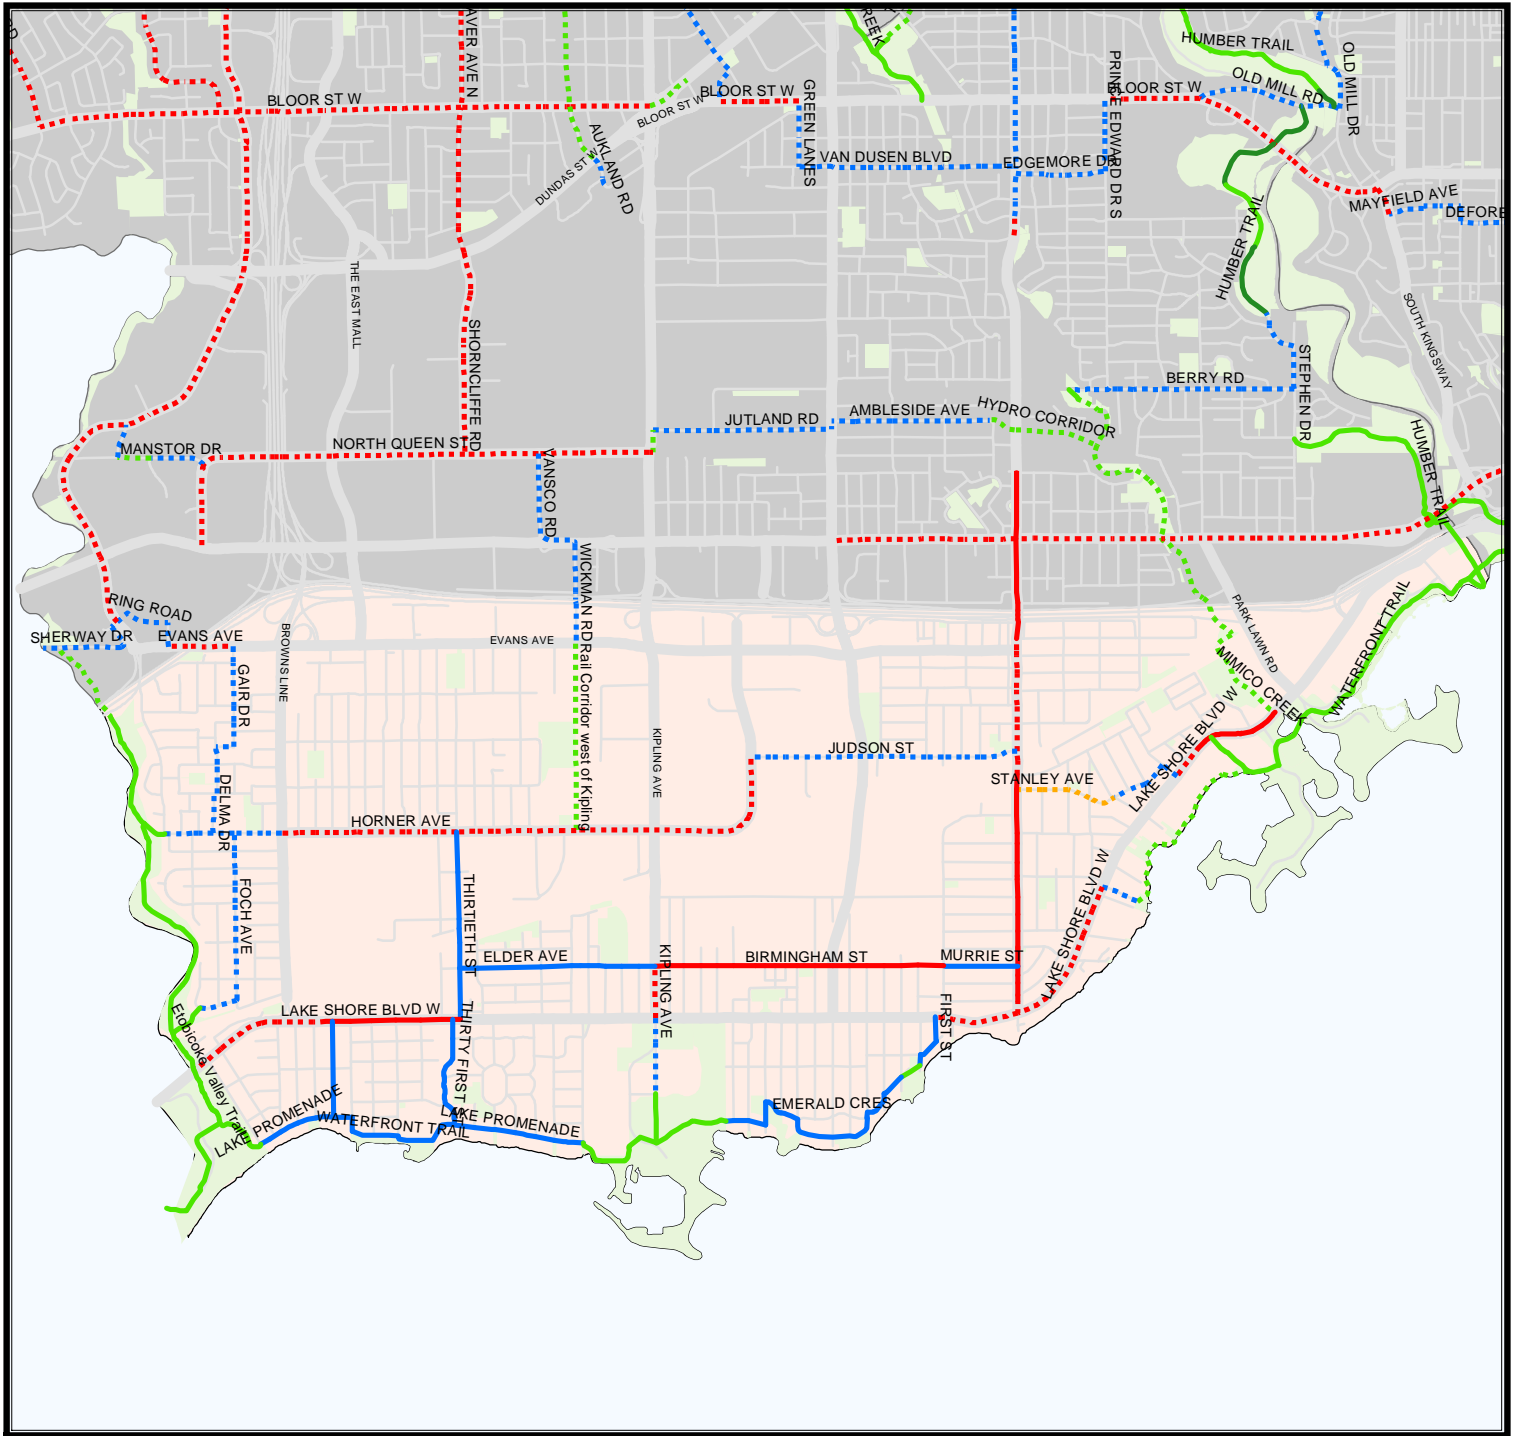 AVER AVE N
REEK
HUMBER TRAIL
OLD MILL DR
OLD MILL RD
BLOOR ST W
BLOOR ST W
BLOOR ST W
BLOOR ST W
GREEN LANES
PRINCE EDWARD DR S
AUKLAND RD
DUNDAS ST W
VAN DUSEN BLVD
EDGEMORE DR
MAYFIELD AVE
DEFORE
HUMBER TRAIL
THE EAST MALL
SHORNCLIFFE RD
SOUTH KINGSWAY
STEPHEN DR
BERRY RD
JUTLAND RD
AMBLESIDE AVE
HYDRO CORRIDOR
MANSTOR DR
NORTH QUEEN ST
VANSCO RD
HUMBER TRAIL
WICKMAN RD
Rail Corridor west of Kipling
RING ROAD
SHERWAY DR
EVANS AVE
EVANS AVE
BROWNS LINE
GAIR DR
PARK LAWN RD
WATERFRONT TRAIL
MIMICO CREEK
KIPLING AVE
JUDSON ST
STANLEY AVE
LAKE SHORE BLVD W
DELMA DR
HORNER AVE
FOCH AVE
THIRTIETH ST
LAKE SHORE BLVD W
ELDER AVE
KIPLING AVE
BIRMINGHAM ST
MURRIE ST
LAKE SHORE BLVD W
FIRST ST
THIRTY FIRST
Etobicoke Valley Trail
LAKE PROMENADE
WATERFRONT TRAIL
LAKE PROMENADE
EMERALD CRES